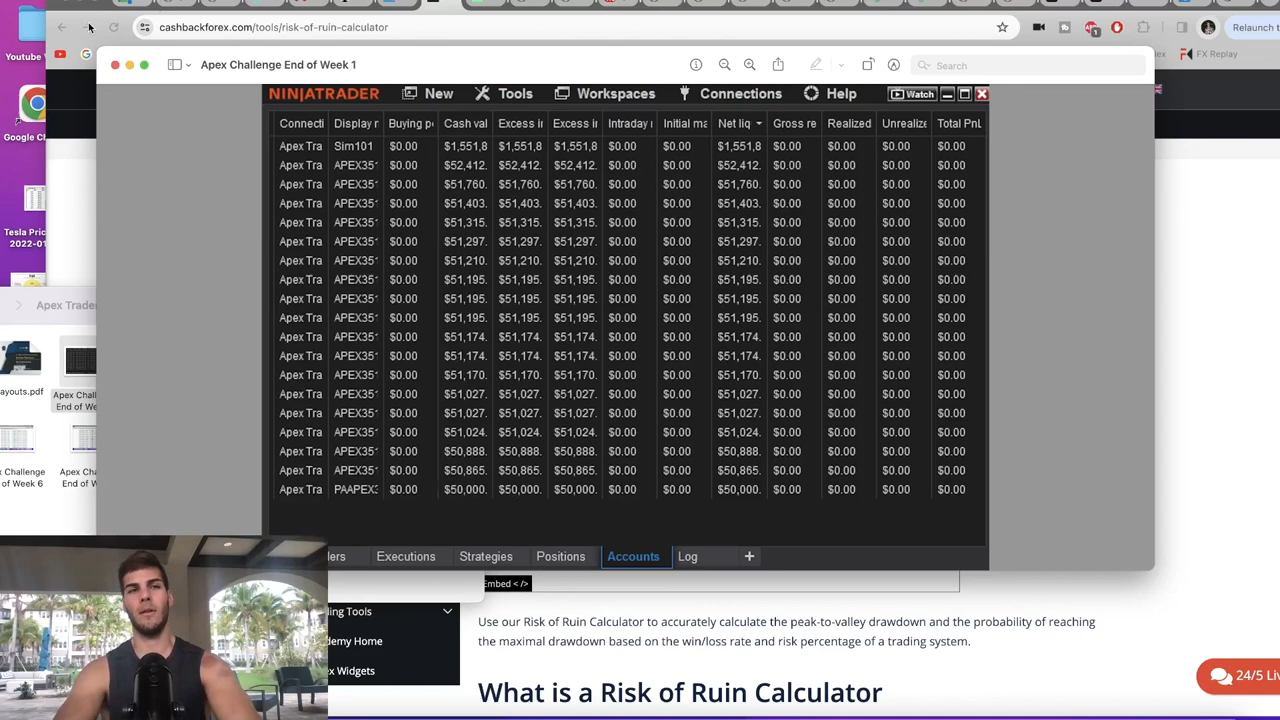 Youtube V
cashbackforex.com/tools/risk-of-ruin-calculator
1
Relaunch t
FX Replay
Google Ch
Tesla Pric
2022-01
Apex Trade
ayouts.pdf
Apex Chall
End of We
x Challenge
of Week 6
Apex Cha
End of W
Apex Challenge End of Week 1
Search
NINJATRADER New Tools Workspaces Connections Help Watch
Connecti Display n Buying p Cash val Excess in Excess in Intraday Initial ma Net liq Gross re Realized Unrealize Total PnL
Apex Tra Sim101 $0.00 $1,551,8 $1,551,8 $1,551,8 $0.00 $0.00 $1,551,8 $0.00 $0.00 $0.00 $0.00
Apex Tra APEX35 $0.00 $52,412. $52,412. $52,412. $0.00 $0.00 $52,412. $0.00 $0.00 $0.00 $0.00
Apex Tra APEX35 $0.00 $51,760. $51,760. $51,760. $0.00 $0.00 $51,760. $0.00 $0.00 $0.00 $0.00
Apex Tra APEX35 $0.00 $51,403. $51,403. $51,403. $0.00 $0.00 $51,403. $0.00 $0.00 $0.00 $0.00
Apex Tra APEX35 $0.00 $51,315. $51,315. $51,315. $0.00 $0.00 $51,315. $0.00 $0.00 $0.00 $0.00
Apex Tra APEX35 $0.00 $51,297. $51,297. $51,297. $0.00 $0.00 $51,297. $0.00 $0.00 $0.00 $0.00
Apex Tra APEX35 $0.00 $51,210. $51,210. $51,210. $0.00 $0.00 $51,210. $0.00 $0.00 $0.00 $0.00
Apex Tra APEX35 $0.00 $51,195. $51,195. $51,195. $0.00 $0.00 $51,195. $0.00 $0.00 $0.00 $0.00
Apex Tra APEX35 $0.00 $51,195. $51,195. $51,195. $0.00 $0.00 $51,195. $0.00 $0.00 $0.00 $0.00
Apex Tra APEX35 $0.00 $51,195. $51,195. $51,195. $0.00 $0.00 $51,195. $0.00 $0.00 $0.00 $0.00
Apex Tra APEX35 $0.00 $51,174. $51,174. $51,174. $0.00 $0.00 $51,174. $0.00 $0.00 $0.00 $0.00
Apex Tra APEX35 $0.00 $51,174. $51,174. $51,174. $0.00 $0.00 $51,174. $0.00 $0.00 $0.00 $0.00
Apex Tra APEX35 $0.00 $51,170. $51,170. $51,170. $0.00 $0.00 $51,170. $0.00 $0.00 $0.00 $0.00
Apex Tra APEX35 $0.00 $51,027. $51,027. $51,027. $0.00 $0.00 $51,027. $0.00 $0.00 $0.00 $0.00
Apex Tra APEX35 $0.00 $51,027. $51,027. $51,027. $0.00 $0.00 $51,027. $0.00 $0.00 $0.00 $0.00
Apex Tra APEX35 $0.00 $51,024. $51,024. $51,024. $0.00 $0.00 $51,024. $0.00 $0.00 $0.00 $0.00
Apex Tra APEX35 $0.00 $50,888. $50,888. $50,888. $0.00 $0.00 $50,888. $0.00 $0.00 $0.00 $0.00
Apex Tra APEX35 $0.00 $50,865. $50,865. $50,865. $0.00 $0.00 $50,865. $0.00 $0.00 $0.00 $0.00
Apex Tra PAAPEX3 $0.00 $50,000. $50,000. $50,000. $0.00 $0.00 $50,000. $0.00 $0.00 $0.00 $0.00
ers Executions Strategies Positions Accounts Log +
Embed </>
ding Tools
demy Home
ex Widgets
Use our Risk of Ruin Calculator to accurately calculate the peak-to-valley drawdown and the probability of reaching
the maximal drawdown based on the win/loss rate and risk percentage of a trading system.
What is a Risk of Ruin Calculator
24/5 Liv